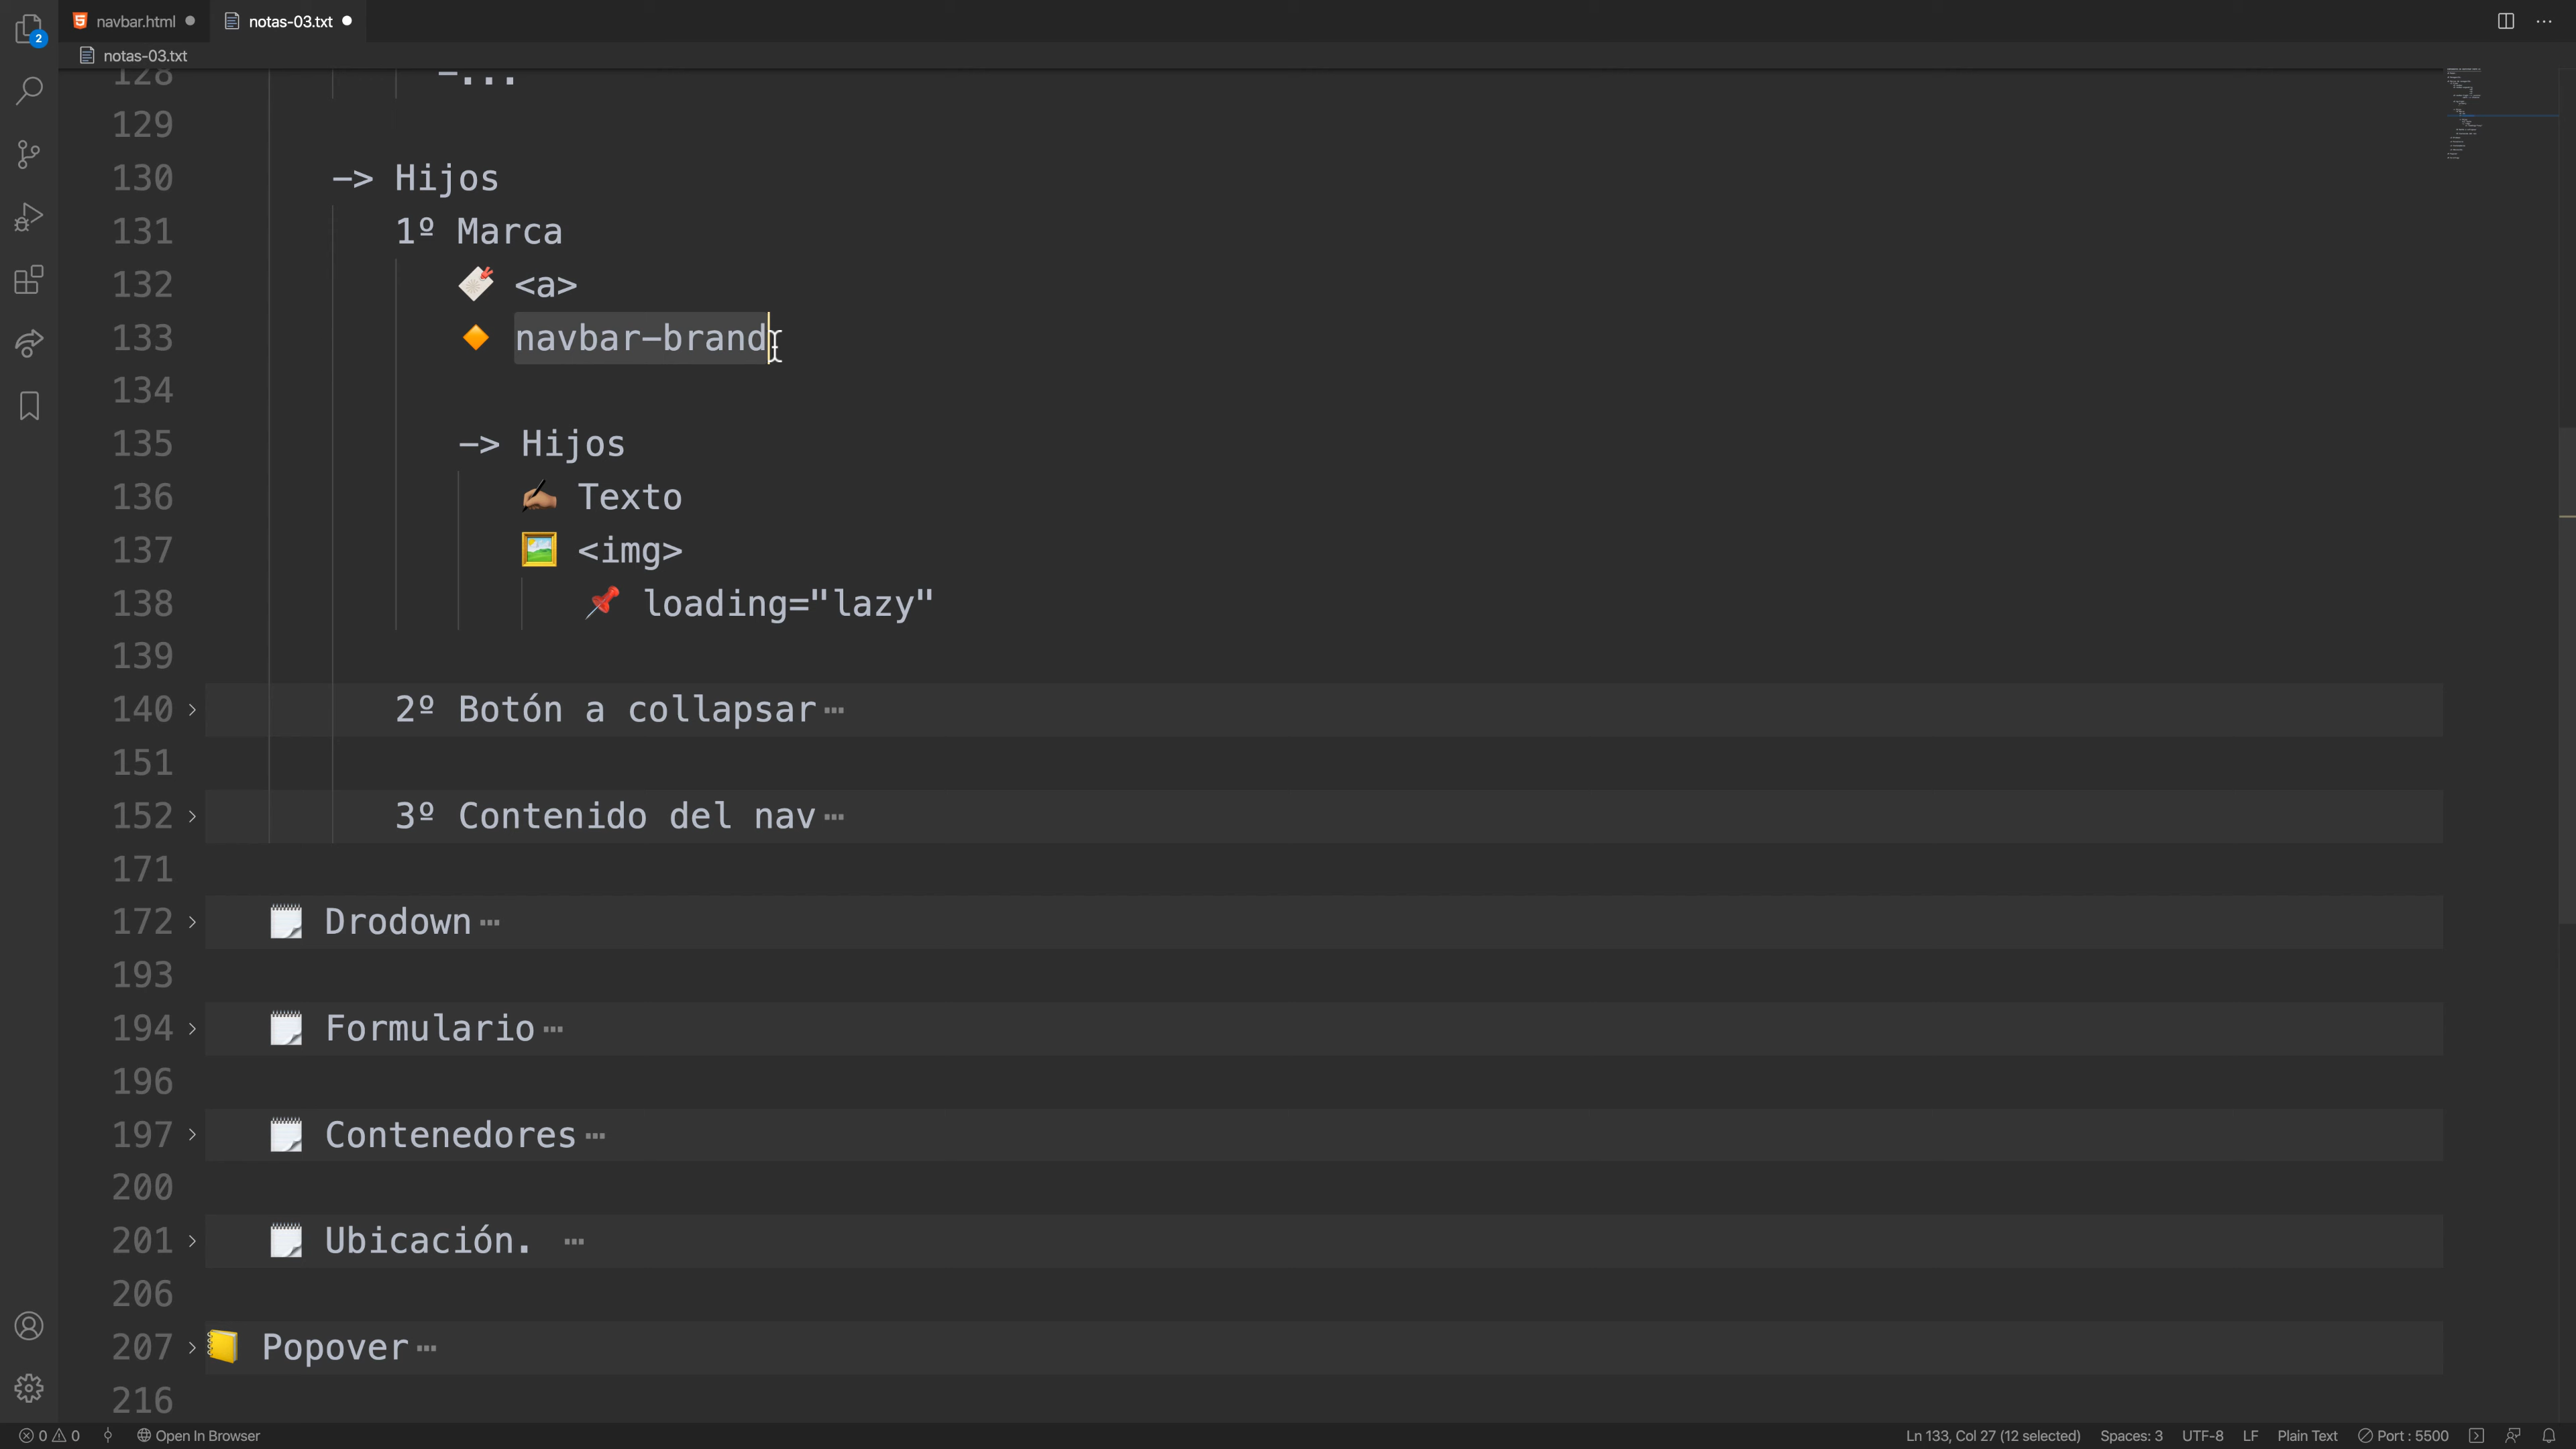 navbar.html
notas-03.txt
2
notas-03.txt
128 -...
129
130 -> Hijos
131 1º Marca
132 <a>
133 navbar-brand
134
135 -> Hijos
136 Texto
137 <img>
138 loading="lazy"
139
140 2º Botón a collapsar
151
152 3º Contenido del nav
171
172 Drodown
193
194 Formulario
196
197 Contenedores
200
201 Ubicación.
206
207 Popover
216
0 0 Open In Browser Ln 133, Col 27 (12 selected) Spaces: 3 UTF-8 LF Plain Text Port : 5500